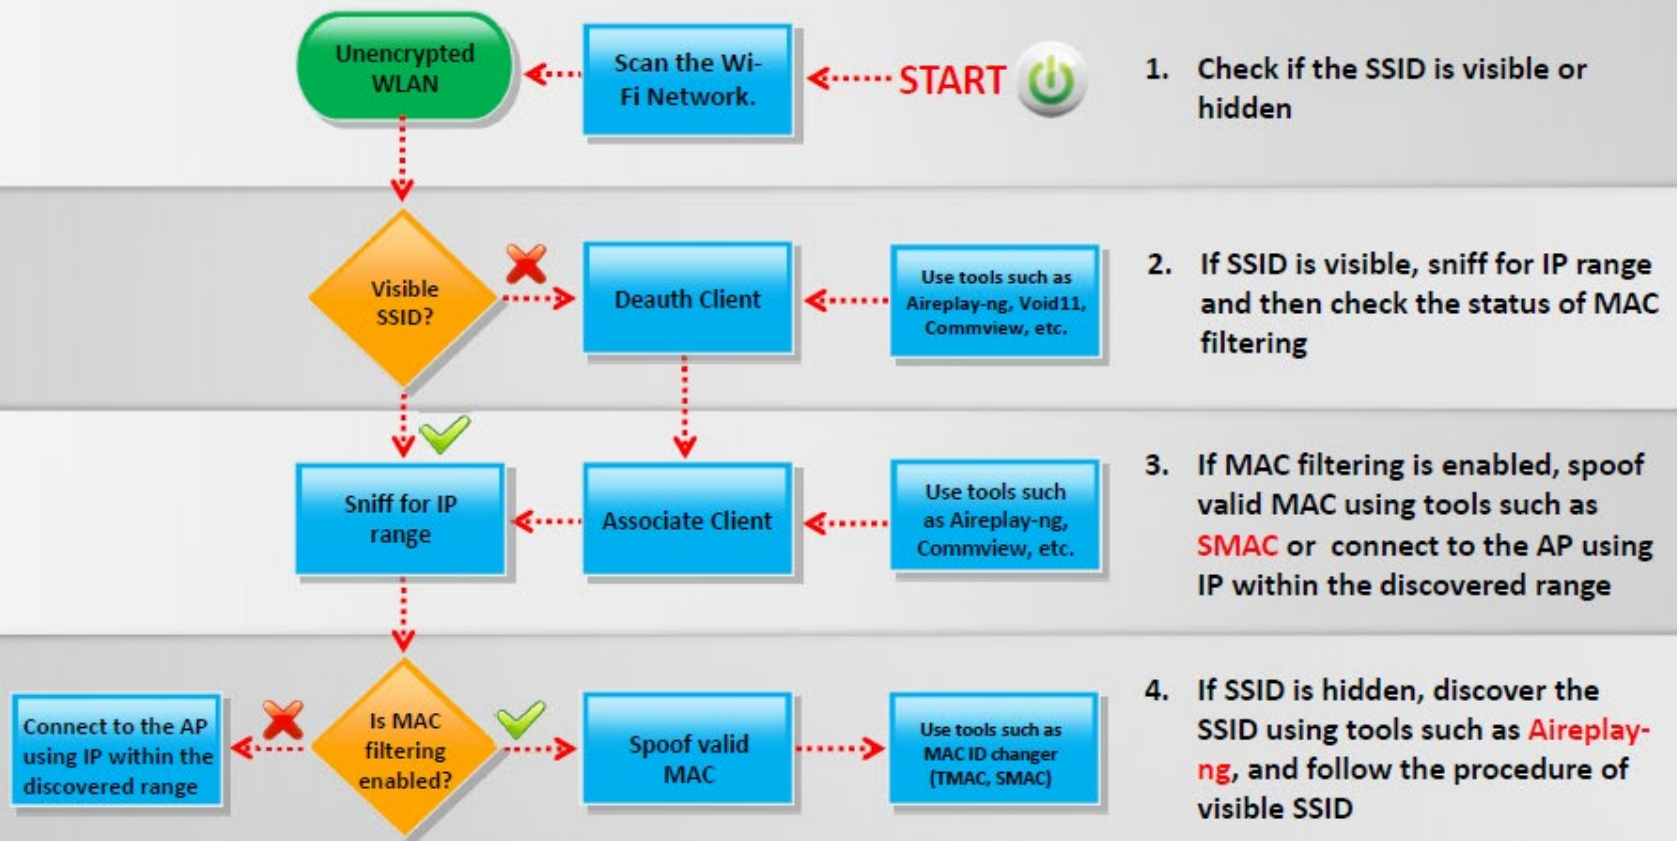 Unencrypted
WLAN
Scan the Wi-
Fi Network.
START
1. Check if the SSID is visible or
hidden
Visible
SSID?
Deauth Client
Use tools such as
Aireplay-ng, Void11,
Commview, etc.
2. If SSID is visible, sniff for IP range
and then check the status of MAC
filtering
Sniff for IP
range
Associate Client
Use tools such
as Aireplay-ng,
Commview, etc.
3. If MAC filtering is enabled, spoof
valid MAC using tools such as
SMAC or connect to the AP using
IP within the discovered range
Connect to the AP
using IP within the
discovered range
Is MAC
filtering
enabled?
Spoof valid
MAC
Use tools such as
MAC ID changer
(TMAC, SMAC)
4. If SSID is hidden, discover the
SSID using tools such as Aireplay-
ng, and follow the procedure of
visible SSID